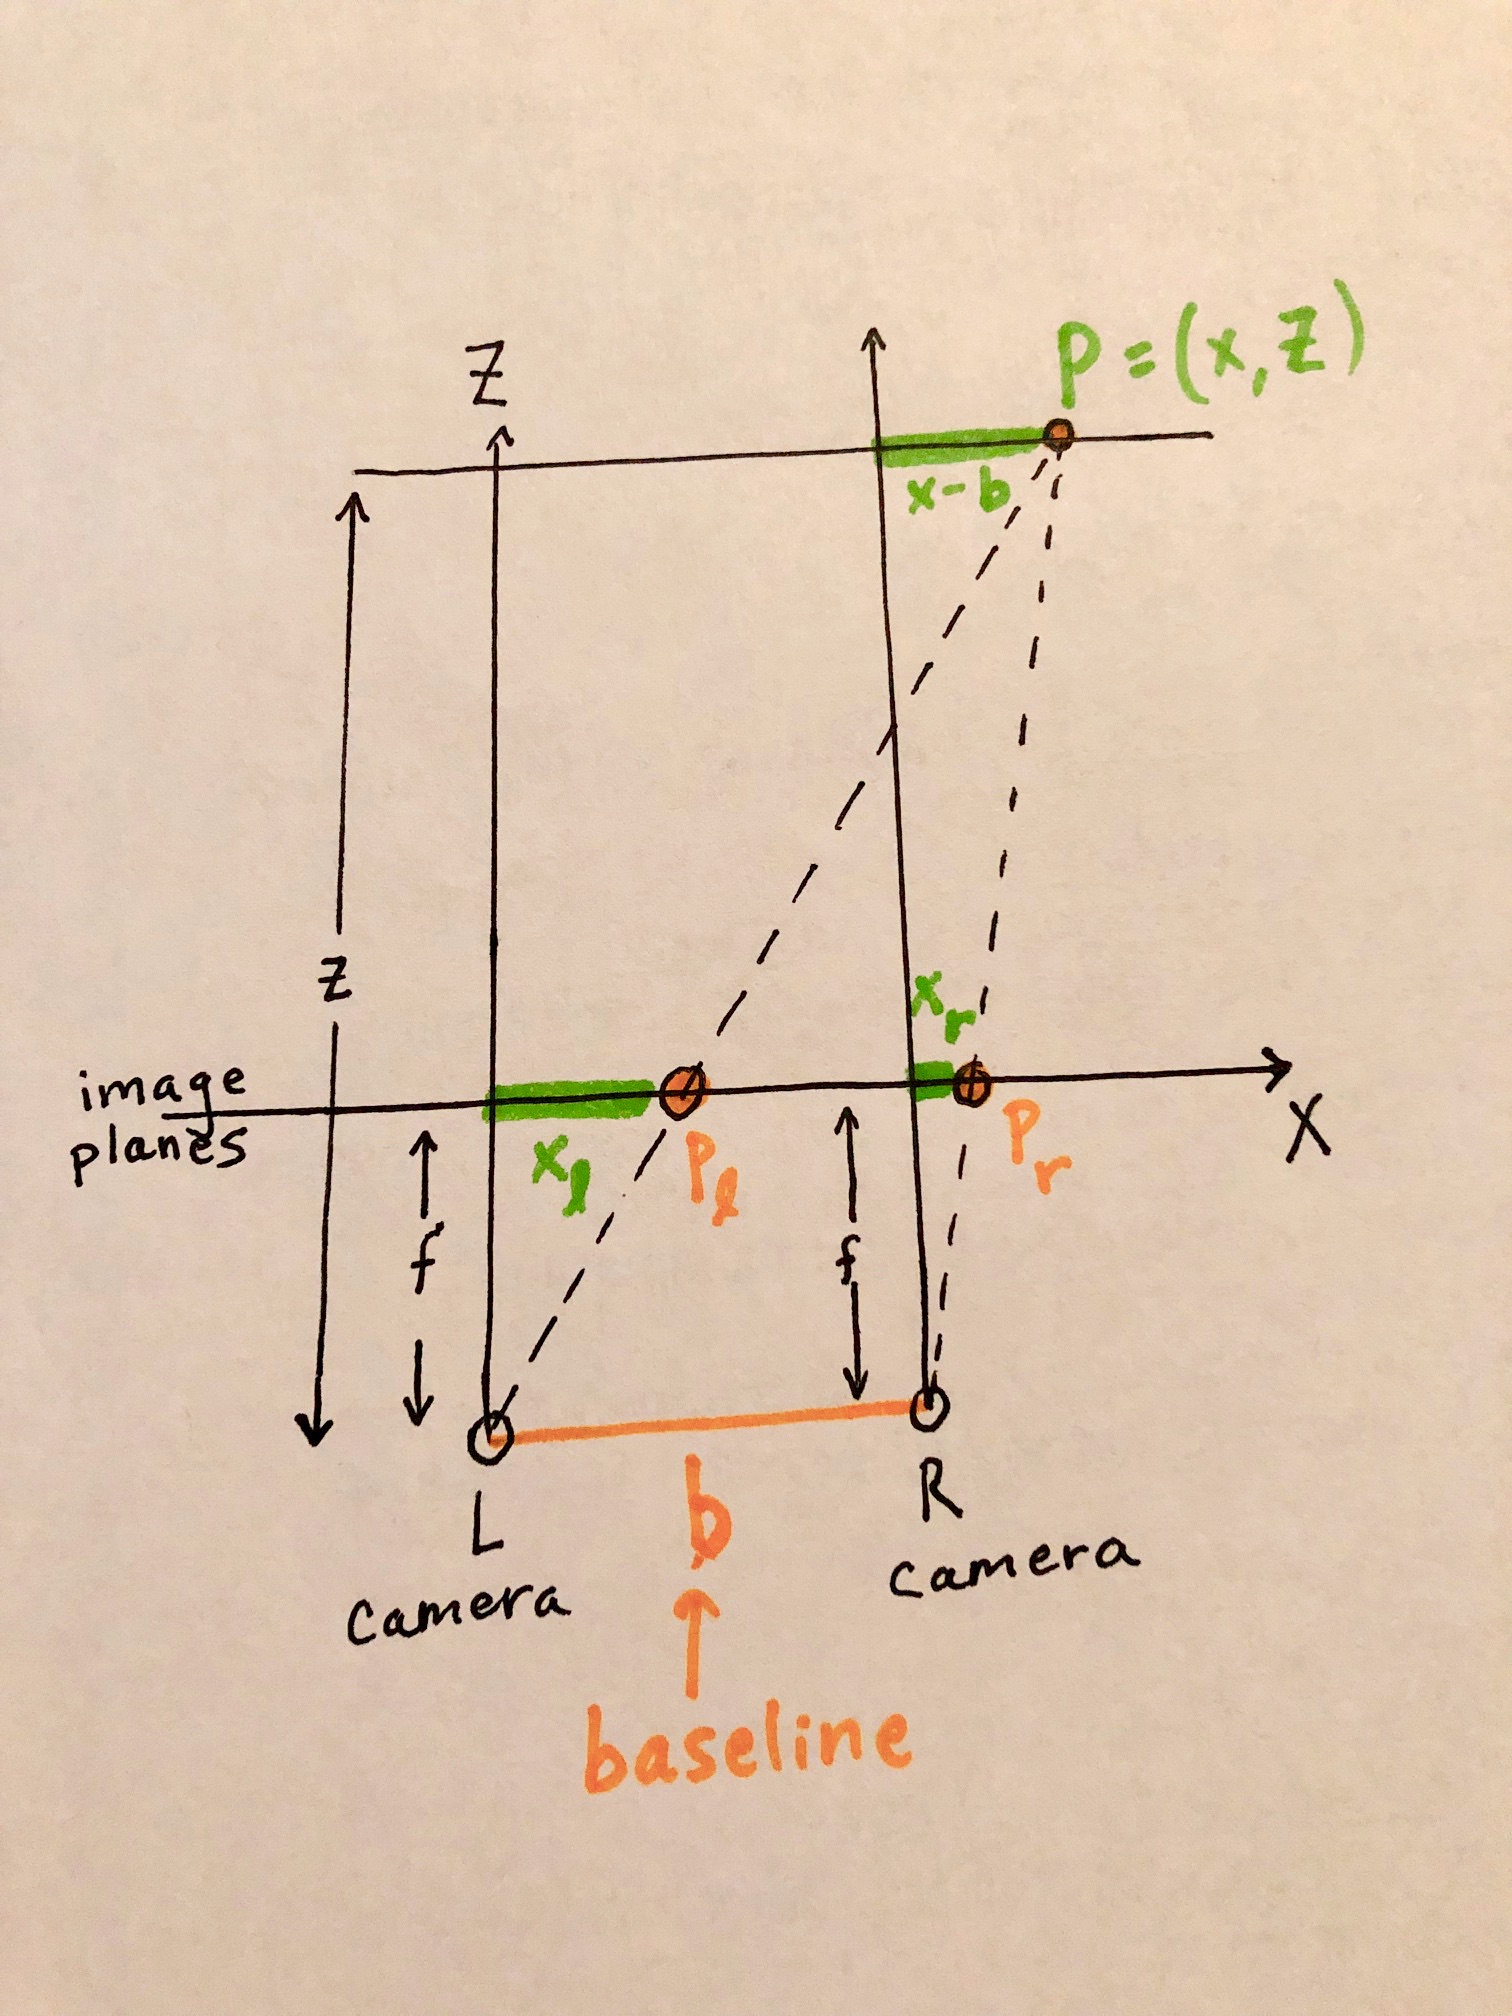 P = (x, z)
Z
x-b
z
x_r
image
planes
X
x_l
P_l
P_r
f
f
L
camera
R
camera
b
baseline